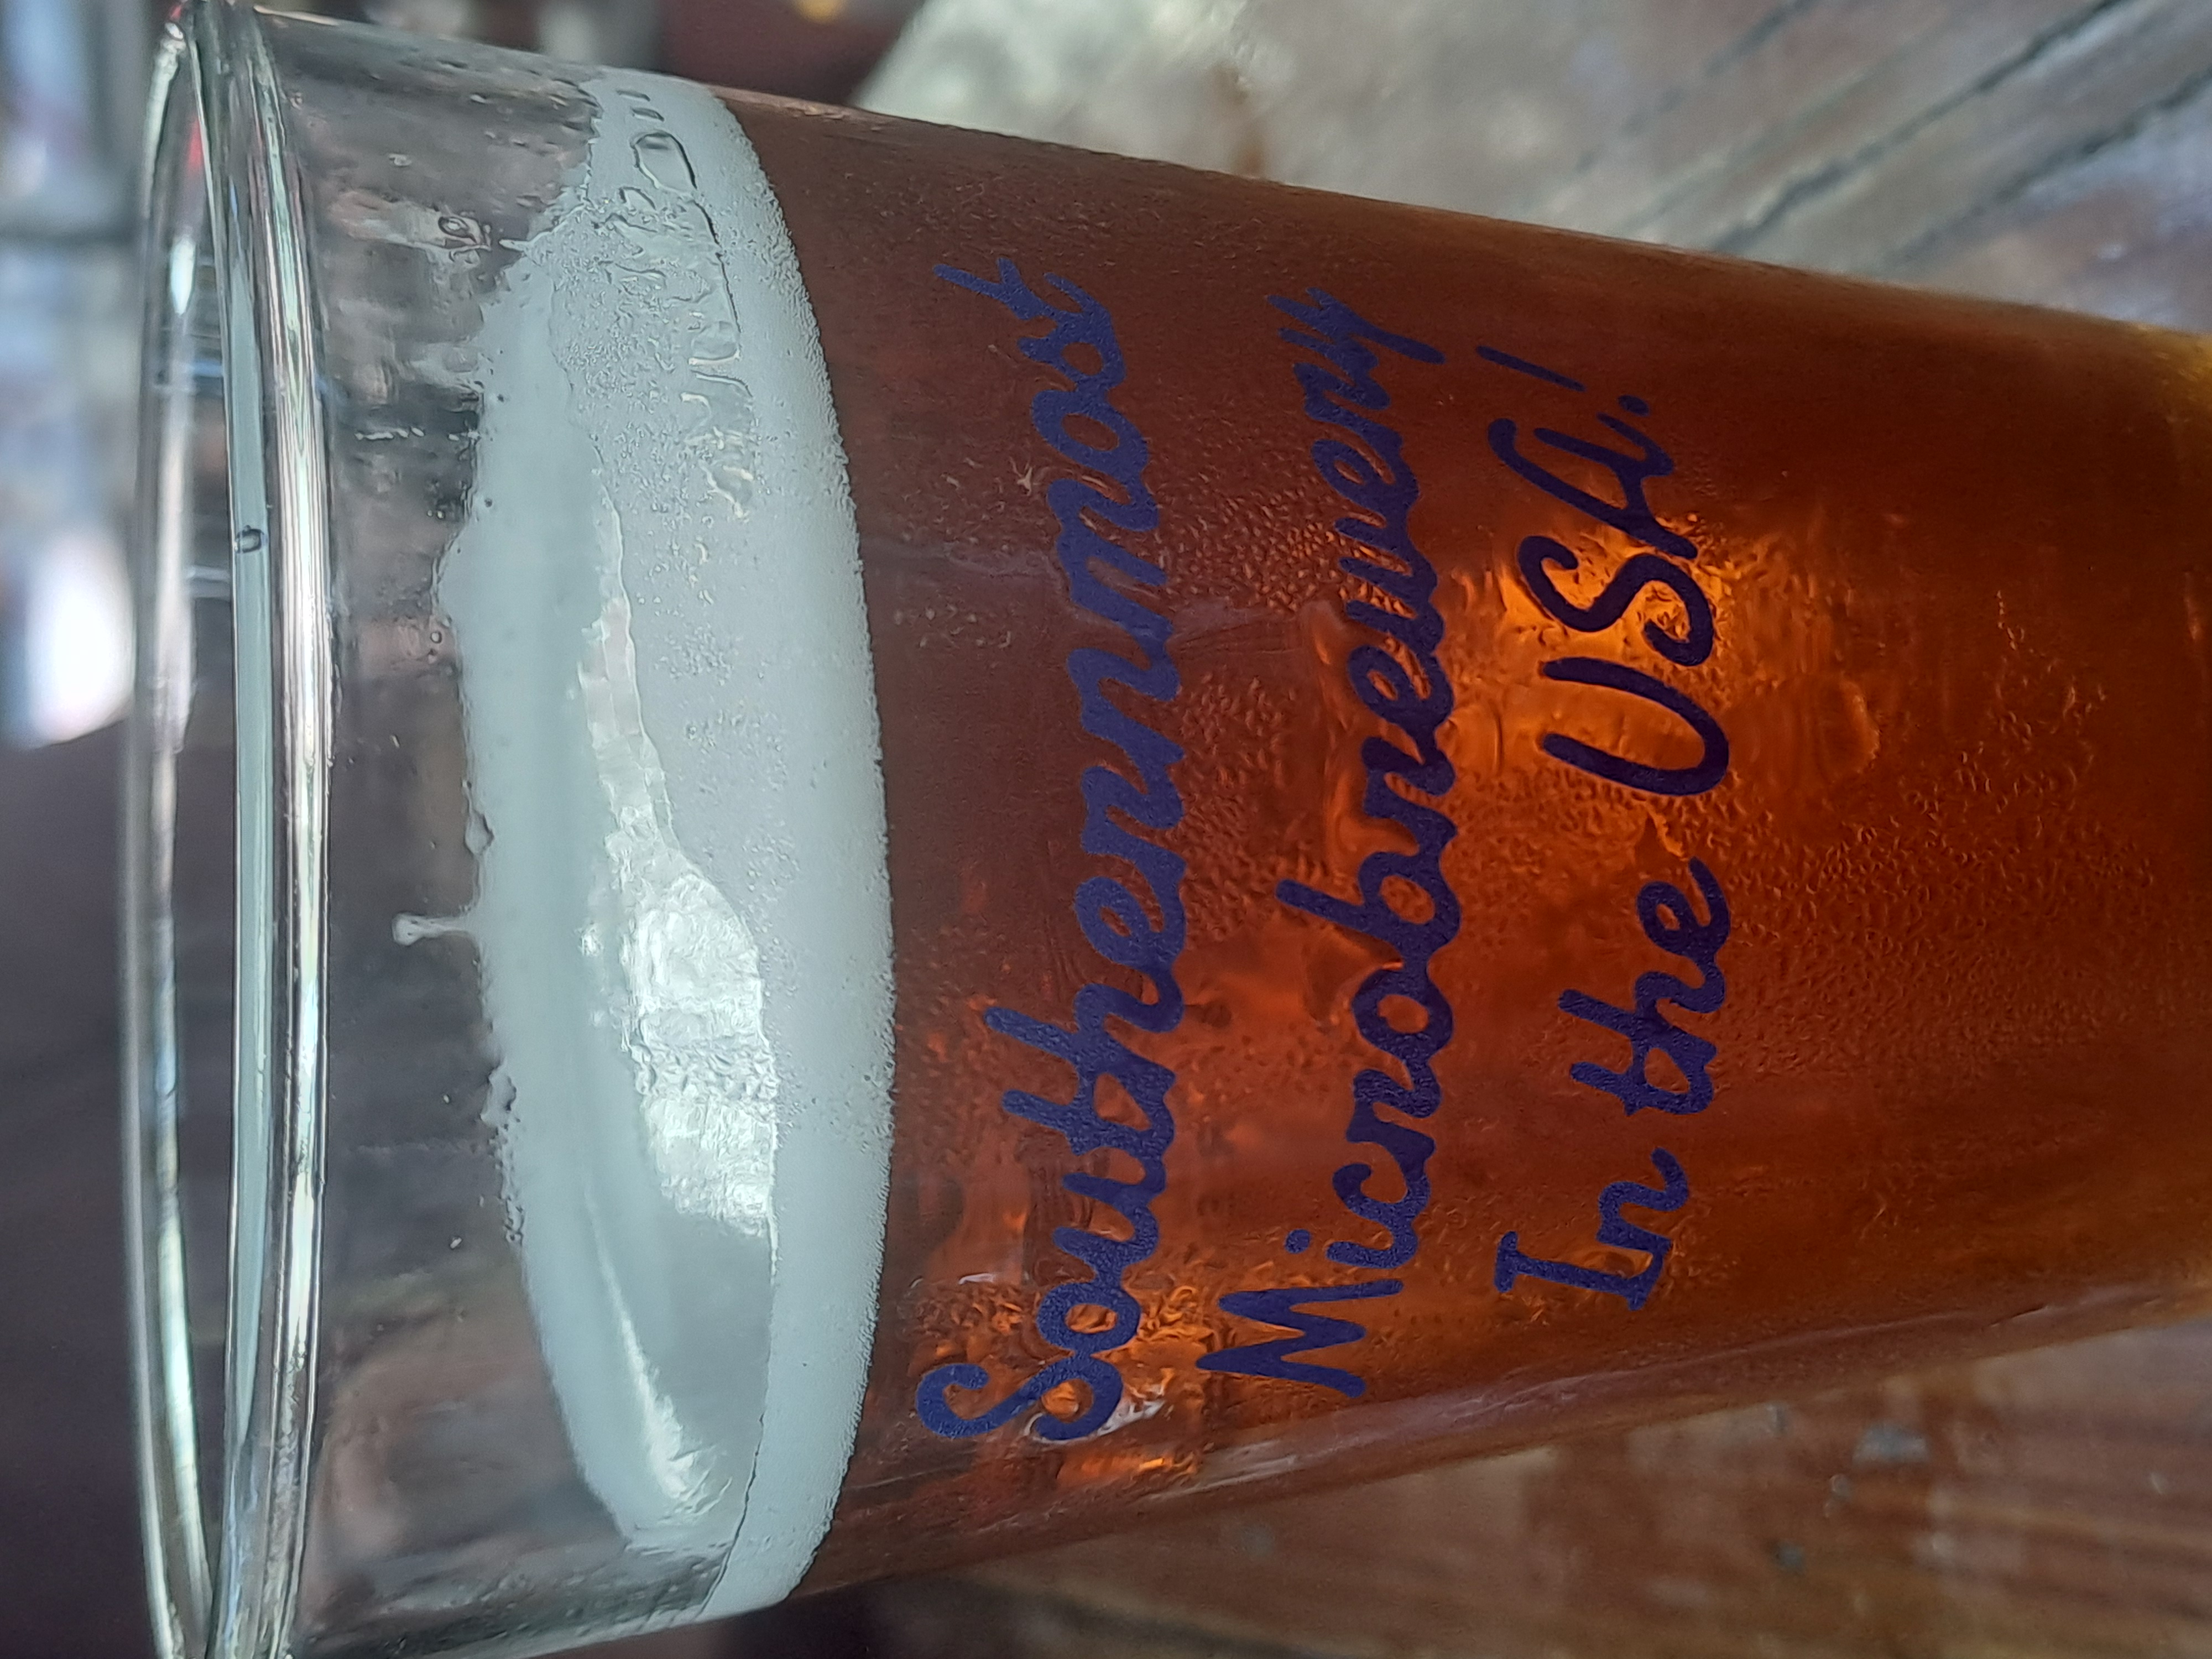 Southernmost
Microbrewery
In the USA!